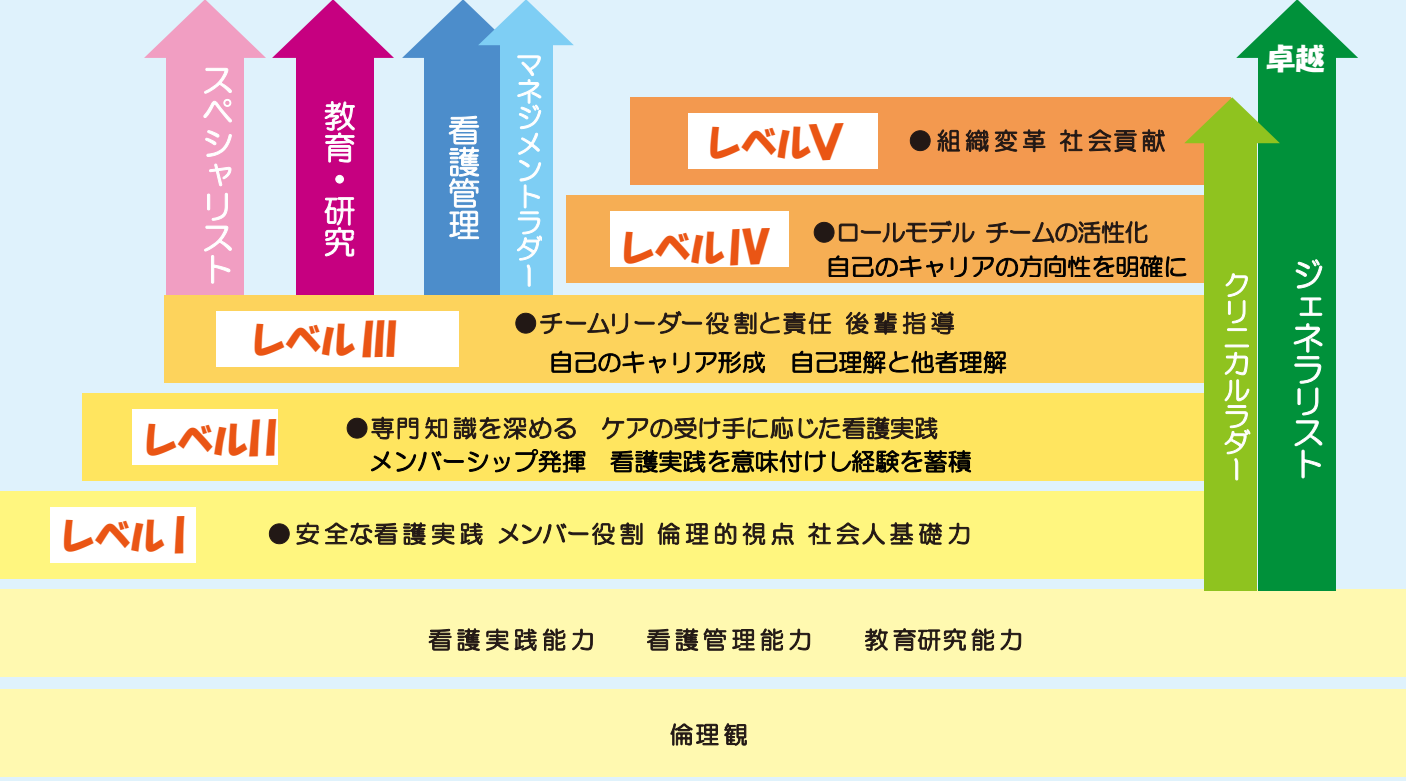 スペシャリスト
教育・研究
看護管理
マネジメントラダー
卓越
ジェネラリスト
クリニカルラダー
レベルⅤ
●組織変革 社会貢献
レベルⅣ
●ロールモデル チームの活性化
自己のキャリアの方向性を明確に
レベルⅢ
●チームリーダー役割と責任 後輩指導
自己のキャリア形成　自己理解と他者理解
レベルⅡ
●専門知識を深める　ケアの受け手に応じた看護実践
メンバーシップ発揮　看護実践を意味付けし経験を蓄積
レベルⅠ
●安全な看護実践 メンバー役割 倫理的視点 社会人基礎力
看護実践能力　看護管理能力　教育研究能力
倫理観